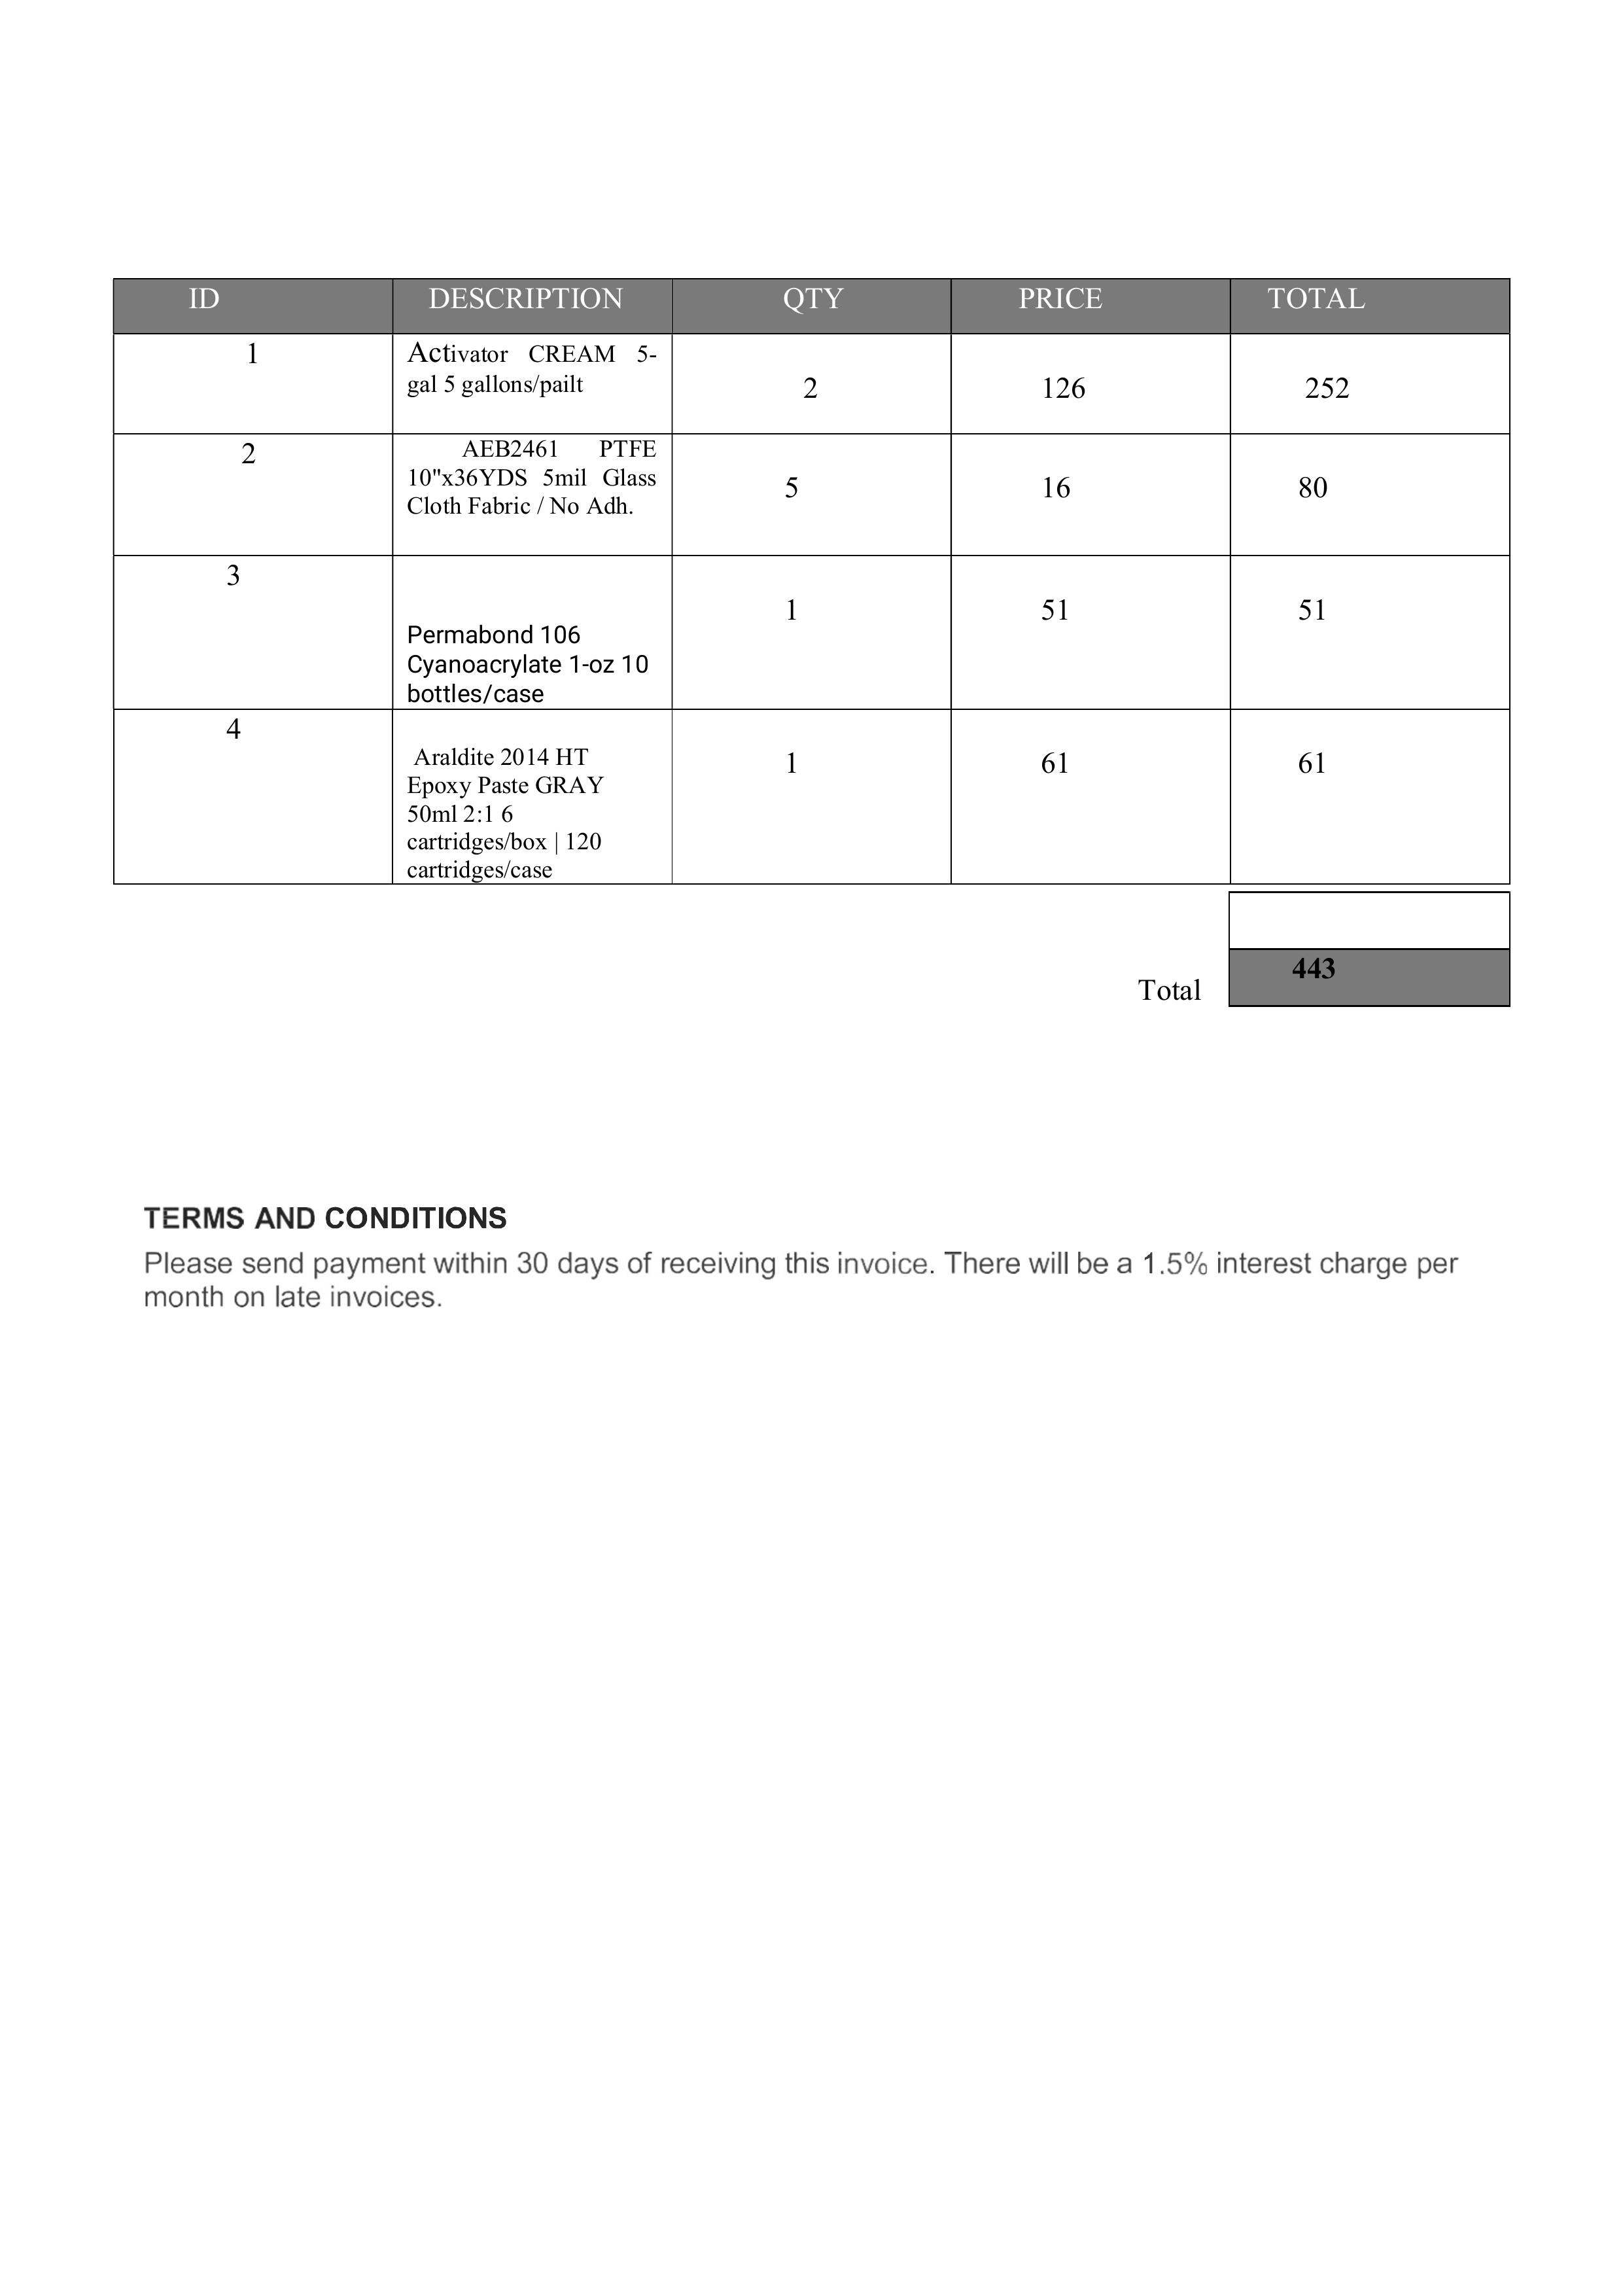 ID DESCRIPTION QTY PRICE TOTAL
1 Activator CREAM 5-
gal 5 gallons/pailt
2 126 252
2 AEB2461 PTFE
10"x36YDS 5mil Glass
Cloth Fabric / No Adh.
5 16 80
3
1 51 51
Permabond 106
Cyanoacrylate 1-oz 10
bottles/case
4
Araldite 2014 HT
1 61 61
Epoxy Paste GRAY
50ml 2:1 6
cartridges/box | 120
cartridges/case
443
Total
TERMS AND CONDITIONS
Please send payment within 30 days of receiving this invoice. There will be a 1.5% interest charge per
month on late invoices.